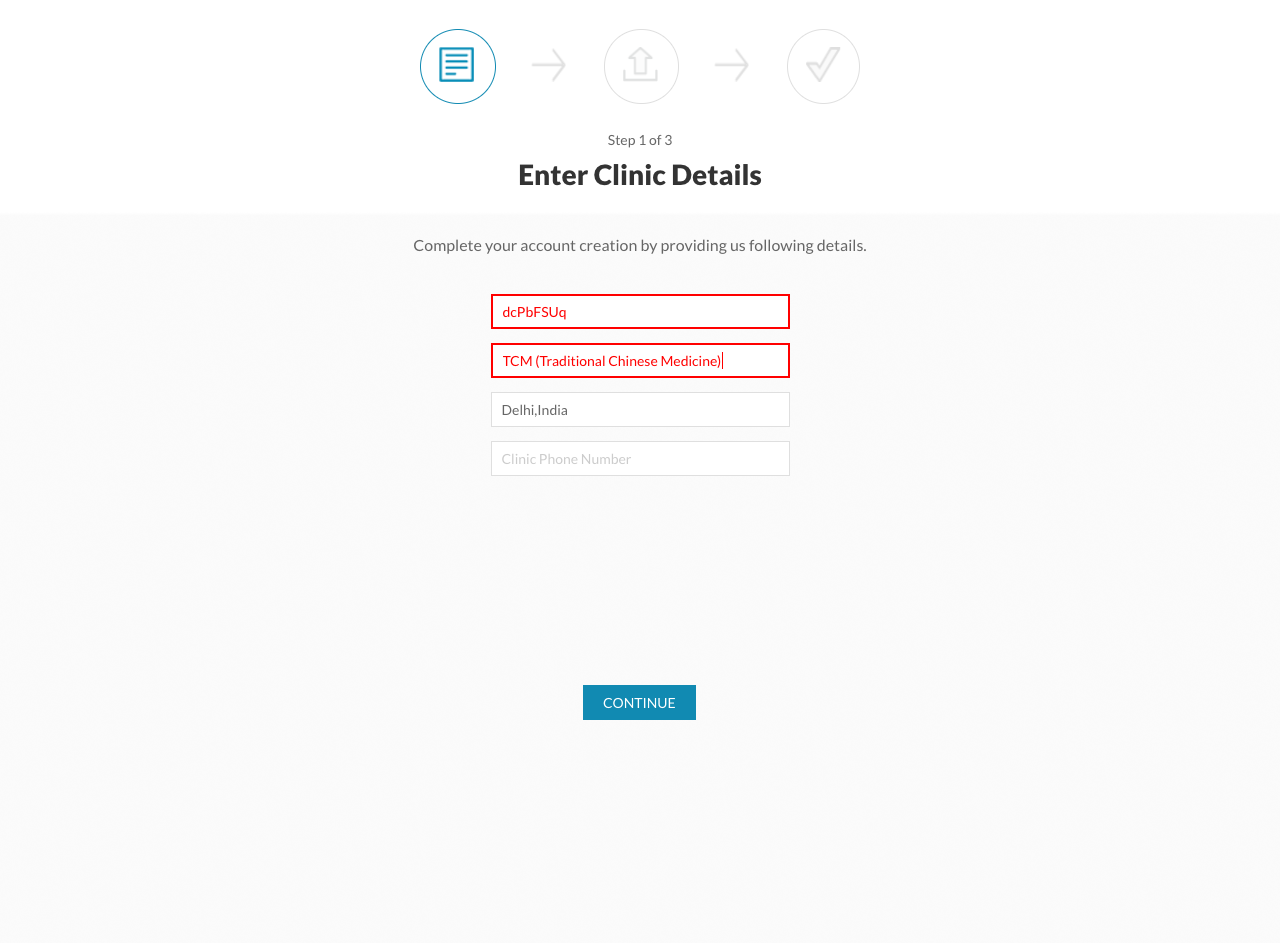 Step 1 of 3
Enter Clinic Details
Complete your account creation by providing us following details.
dcPbFSUq
TCM (Traditional Chinese Medicine)
Delhi,India
Clinic Phone Number
CONTINUE